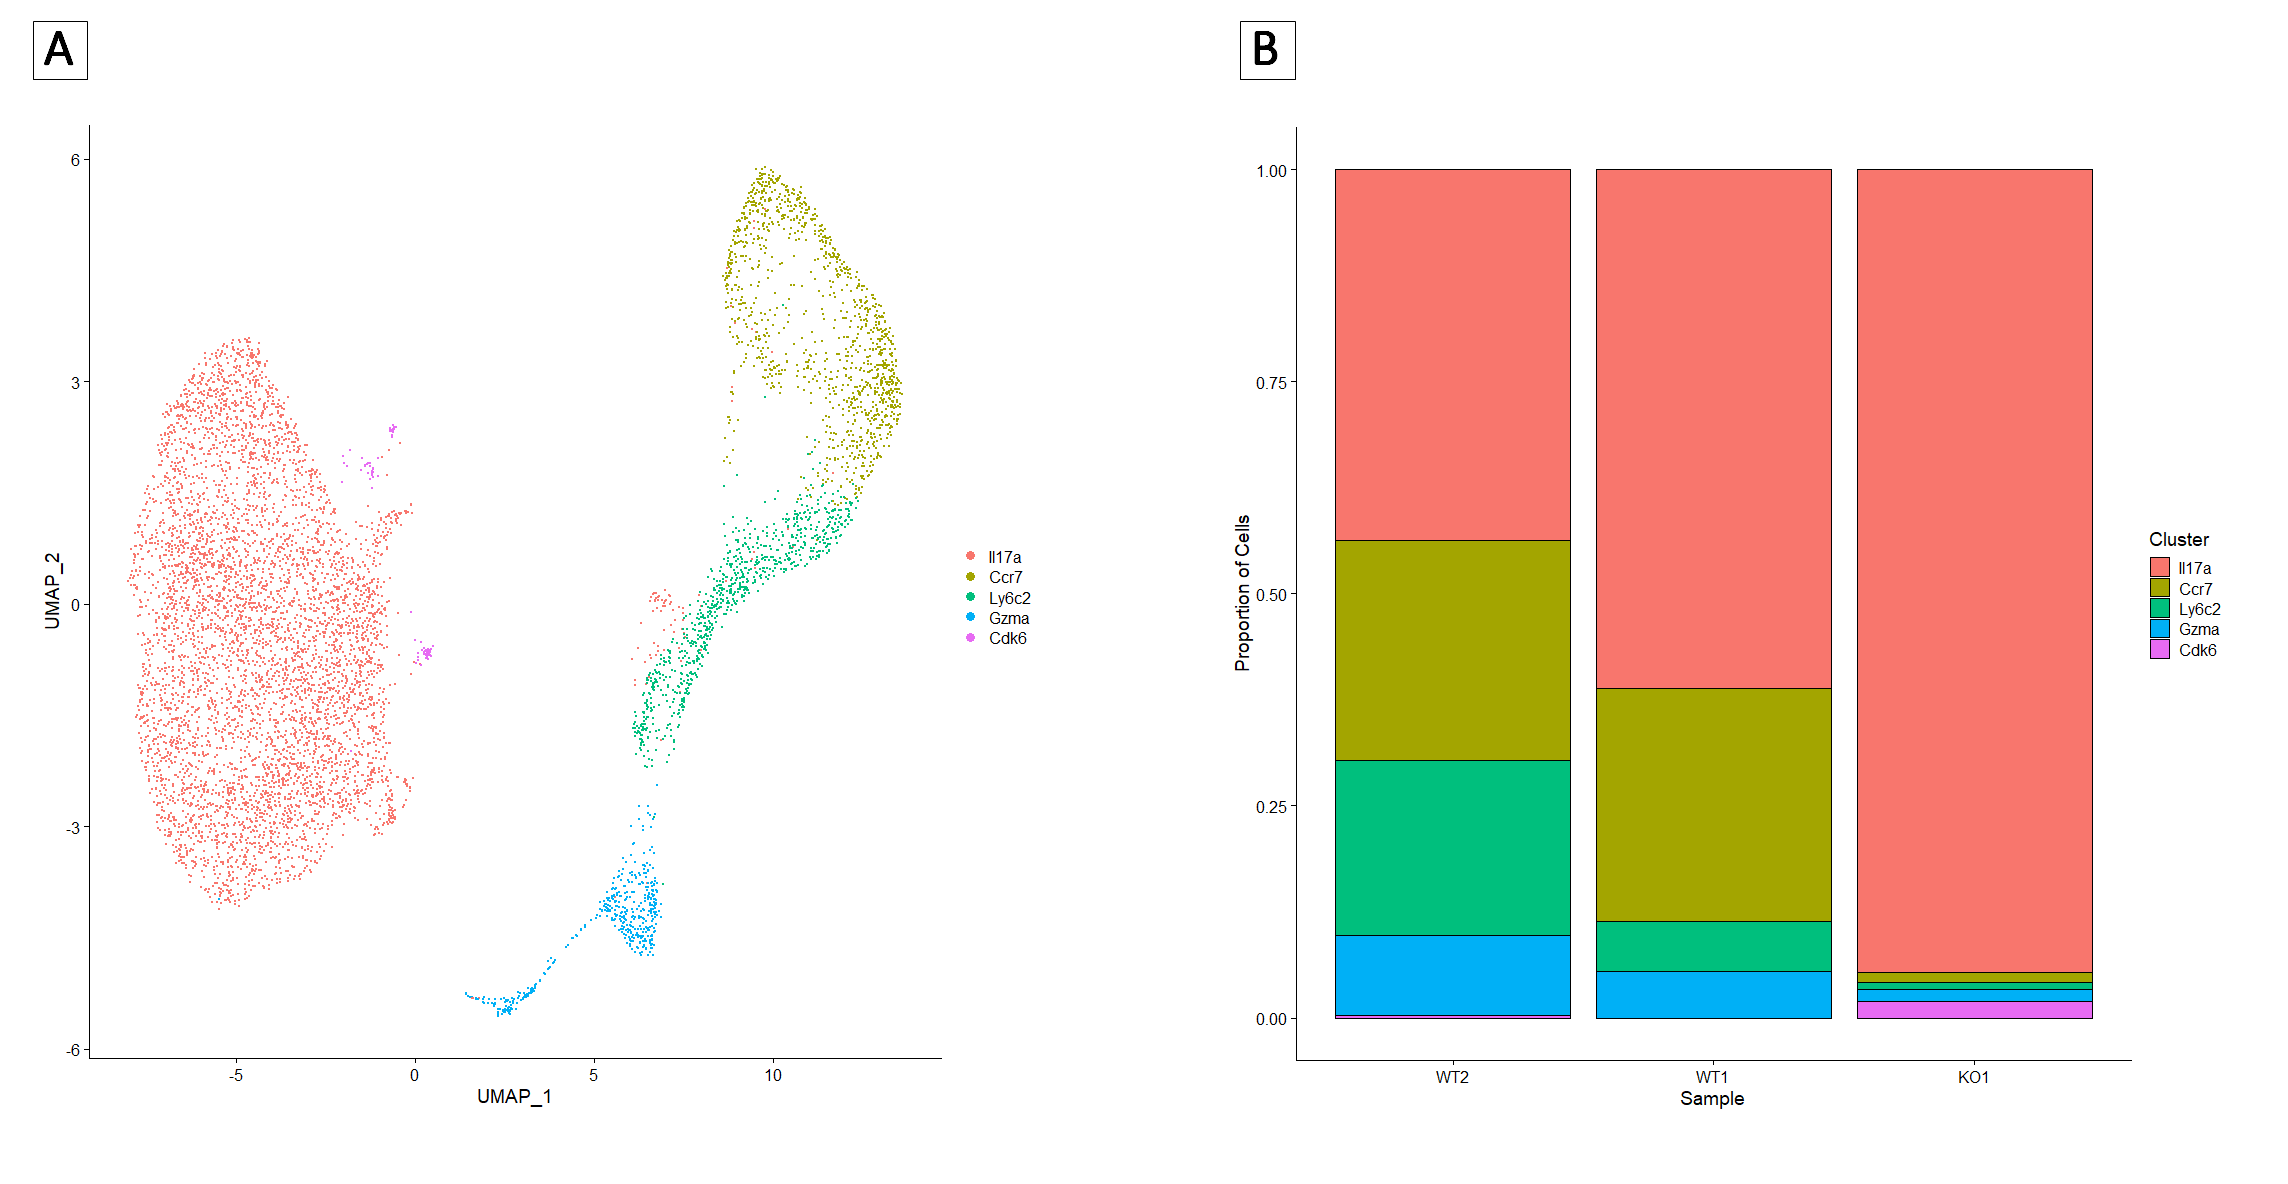 A
B
6
3
0
-3
-6
UMAP_2
-5
0
5
10
UMAP_1
Il17a
Ccr7
Ly6c2
Gzma
Cdk6
1.00
0.75
0.50
0.25
0.00
Proportion of Cells
WT2
WT1
KO1
Sample
Cluster
Il17a
Ccr7
Ly6c2
Gzma
Cdk6